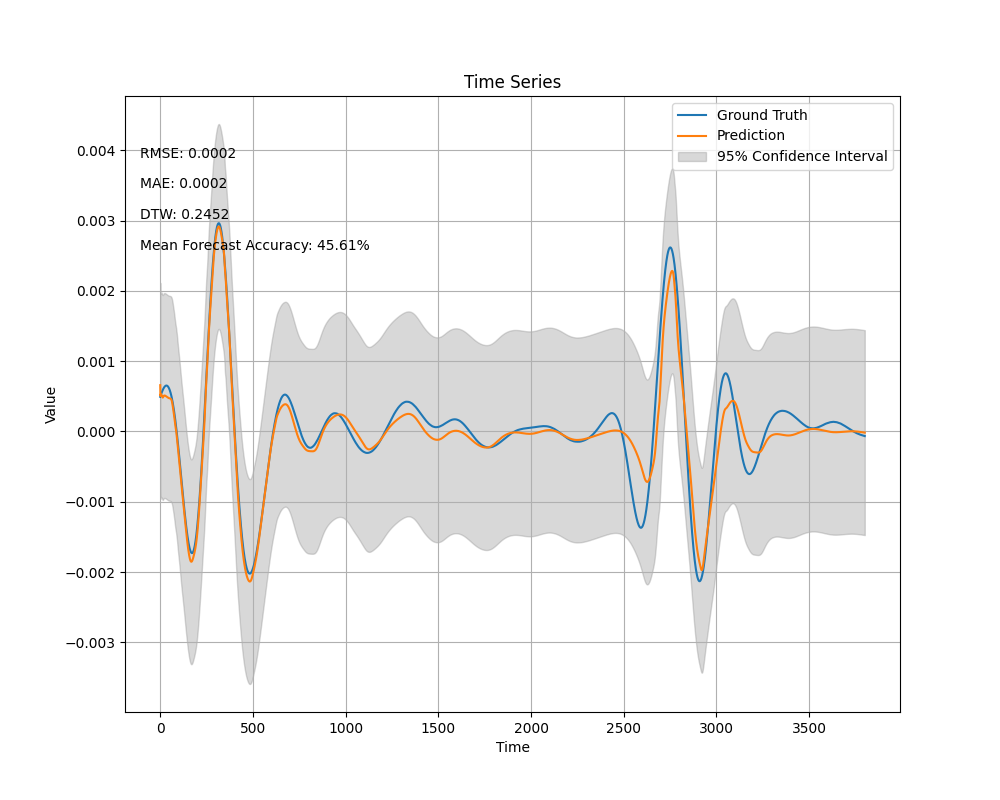 Time Series
Ground Truth
Prediction
95% Confidence Interval
RMSE: 0.0002
MAE: 0.0002
DTW: 0.2452
Mean Forecast Accuracy: 45.61%
Value
0.004
0.003
0.002
0.001
0.000
−0.001
−0.002
−0.003
0 500 1000 1500 2000 2500 3000 3500
Time